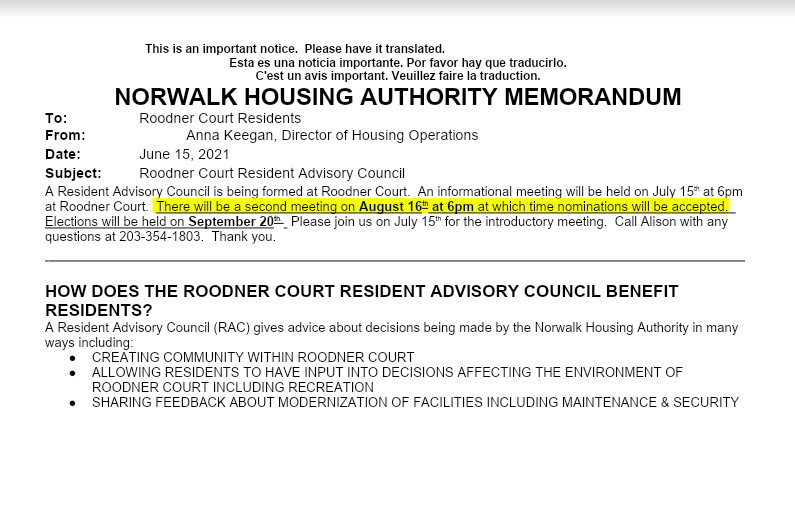 This is an important notice.  Please have it translated.
Esta es una noticia importante. Por favor hay que traducirlo.
C'est un avis important. Veuillez faire la traduction.
NORWALK HOUSING AUTHORITY MEMORANDUM
To: Roodner Court Residents
From: Anna Keegan, Director of Housing Operations
Date: June 15, 2021
Subject: Roodner Court Resident Advisory Council
A Resident Advisory Council is being formed at Roodner Court.  An informational meeting will be held on July 15th at 6pm
at Roodner Court.  There will be a second meeting on August 16th at 6pm at which time nominations will be accepted.
Elections will be held on September 20th.  Please join us on July 15th for the introductory meeting.  Call Alison with any
questions at 203-354-1803.  Thank you.
HOW DOES THE ROODNER COURT RESIDENT ADVISORY COUNCIL BENEFIT
RESIDENTS?
A Resident Advisory Council (RAC) gives advice about decisions being made by the Norwalk Housing Authority in many
ways including:
● CREATING COMMUNITY WITHIN ROODNER COURT
● ALLOWING RESIDENTS TO HAVE INPUT INTO DECISIONS AFFECTING THE ENVIRONMENT OF
ROODNER COURT INCLUDING RECREATION
● SHARING FEEDBACK ABOUT MODERNIZATION OF FACILITIES INCLUDING MAINTENANCE & SECURITY